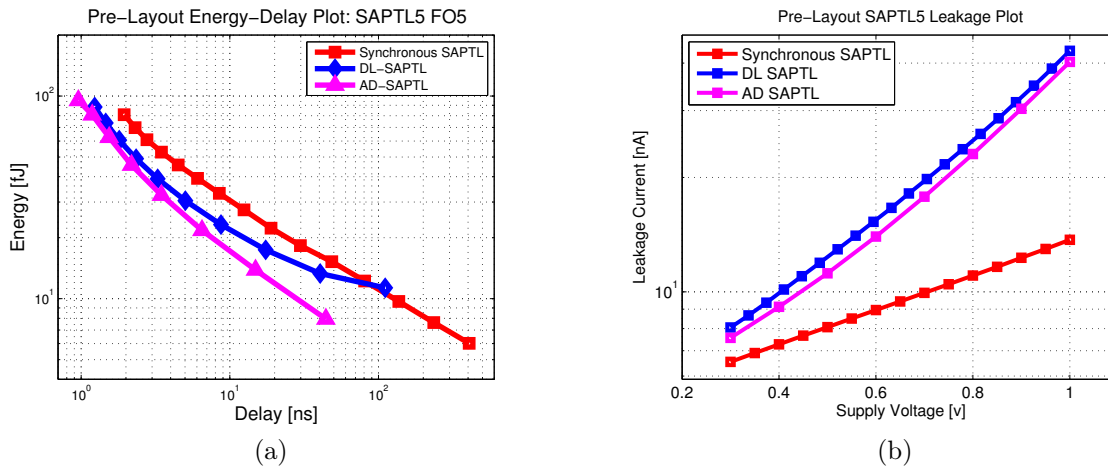 Pre-Layout Energy-Delay Plot: SAPTL5 FO5
Synchronous SAPTL
DL-SAPTL
AD-SAPTL
Energy [fJ]
10^2
10^1
10^0
10^1
10^2
Delay [ns]
(a)
Pre-Layout SAPTL5 Leakage Plot
Synchronous SAPTL
DL SAPTL
AD SAPTL
Leakage Current [nA]
10^1
0.2
0.4
0.6
0.8
1
Supply Voltage [v]
(b)